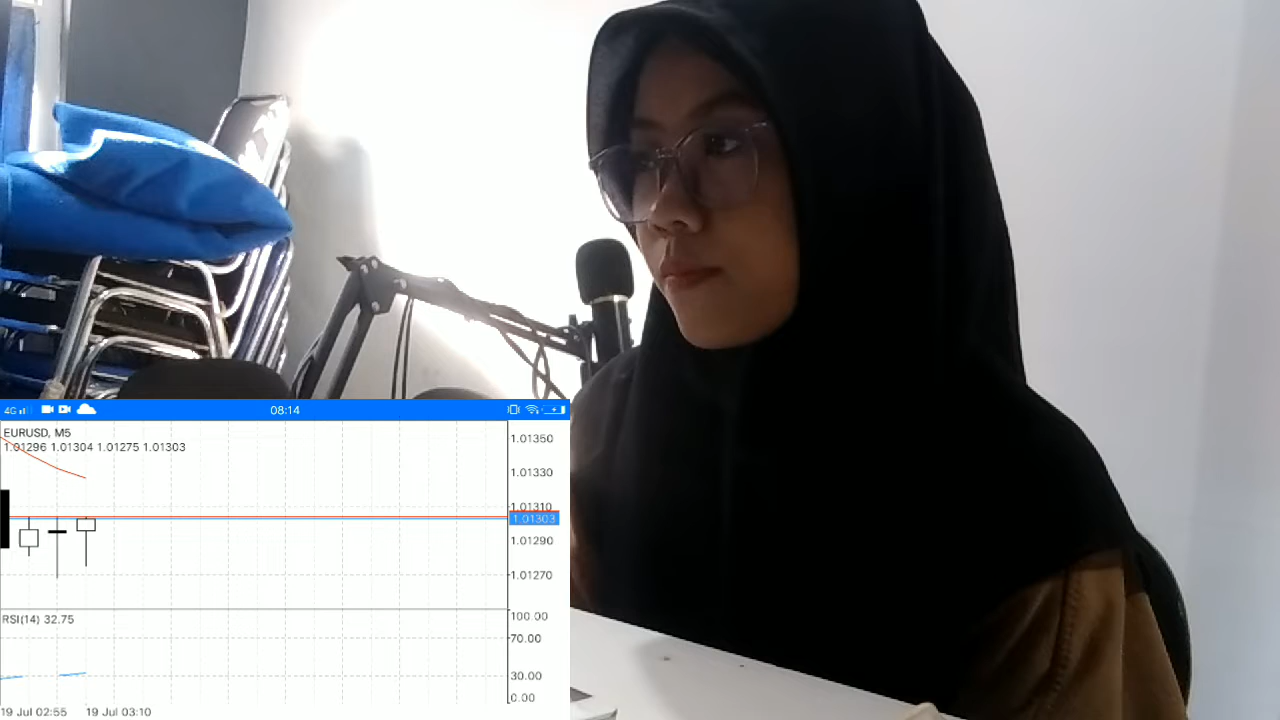 4G 08:14
EURUSD, M5
1.01296 1.01304 1.01275 1.01303
1.01350
1.01330
1.01310
1.01303
1.01290
1.01270
RSI(14) 32.75
100.00
70.00
30.00
0.00
19 Jul 02:55 19 Jul 03:10